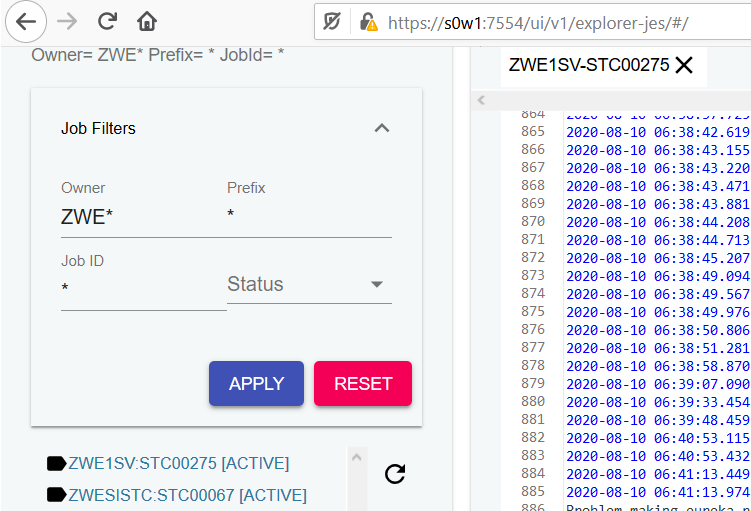 https://s0w1:7554/ui/v1/explorer-jes/#/
Owner= ZWE* Prefix= * JobId= *
Job Filters
Owner
Prefix
ZWE*
*
Job ID
*
Status
APPLY
RESET
ZWE1SV:STC00275 [ACTIVE]
ZWESISTC:STC00067 [ACTIVE]
ZWE1SV-STC00275
864 2020-08-10 06:38:37.725
865 2020-08-10 06:38:42.619
866 2020-08-10 06:38:43.155
867 2020-08-10 06:38:43.220
868 2020-08-10 06:38:43.471
869 2020-08-10 06:38:43.881
870 2020-08-10 06:38:44.208
871 2020-08-10 06:38:44.713
872 2020-08-10 06:38:45.207
873 2020-08-10 06:38:49.094
874 2020-08-10 06:38:49.567
875 2020-08-10 06:38:49.976
876 2020-08-10 06:38:50.806
877 2020-08-10 06:38:51.281
878 2020-08-10 06:38:58.870
879 2020-08-10 06:39:07.090
880 2020-08-10 06:39:33.454
881 2020-08-10 06:39:48.459
882 2020-08-10 06:40:53.115
883 2020-08-10 06:40:53.432
884 2020-08-10 06:41:13.449
885 2020-08-10 06:41:13.974
886 Problem making eureka